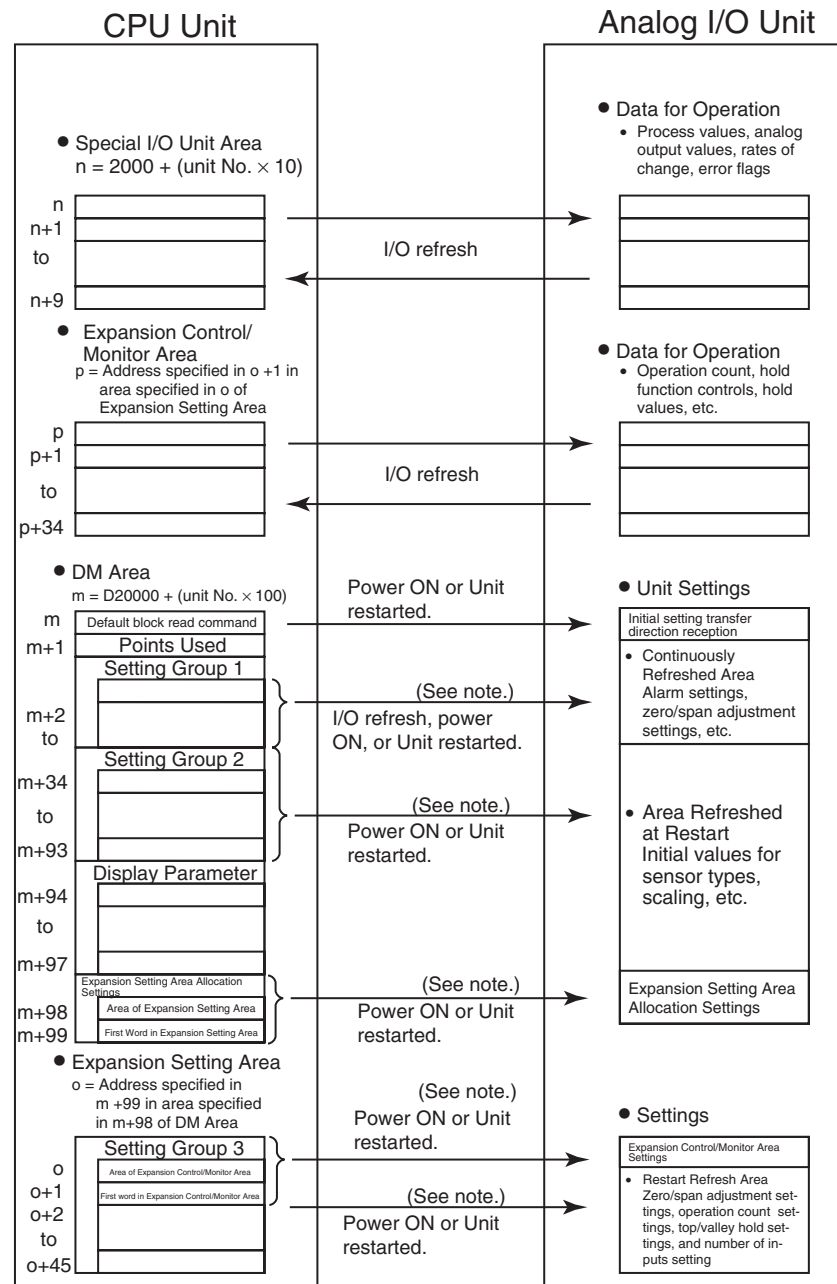 CPU Unit
Analog I/O Unit
● Special I/O Unit Area
n = 2000 + (unit No. × 10)
n
n+1
to
n+9
I/O refresh
● Data for Operation
• Process values, analog
output values, rates of
change, error flags
● Expansion Control/
Monitor Area
p = Address specified in o +1 in
area specified in o of
Expansion Setting Area
p
p+1
to
p+34
I/O refresh
● Data for Operation
• Operation count, hold
function controls, hold
values, etc.
● DM Area
m = D20000 + (unit No. × 100)
m
Default block read command
m+1
Points Used
Setting Group 1
m+2
to
Setting Group 2
m+34
to
m+93
Display Parameter
m+94
to
m+97
Expansion Setting Area Allocation
Settings
m+98
Area of Expansion Setting Area
m+99
First Word in Expansion Setting Area
Power ON or Unit
restarted.
(See note.)
I/O refresh, power
ON, or Unit restarted.
(See note.)
Power ON or Unit
restarted.
(See note.)
Power ON or Unit
restarted.
● Unit Settings
Initial setting transfer
direction reception
• Continuously
Refreshed Area
Alarm settings,
zero/span adjustment
settings, etc.
• Area Refreshed
at Restart
Initial values for
sensor types,
scaling, etc.
Expansion Setting Area
Allocation Settings
● Expansion Setting Area
o = Address specified in
m +99 in area specified
in m+98 of DM Area
Setting Group 3
o
Area of Expansion Control/Monitor Area
o+1
First word in Expansion Control/Monitor Area
o+2
to
o+45
(See note.)
Power ON or Unit
restarted.
(See note.)
Power ON or Unit
restarted.
● Settings
Expansion Control/Monitor Area
Settings
• Restart Refresh Area
Zero/span adjustment set-
tings, operation count set-
tings, top/valley hold set-
tings, and number of in-
puts setting